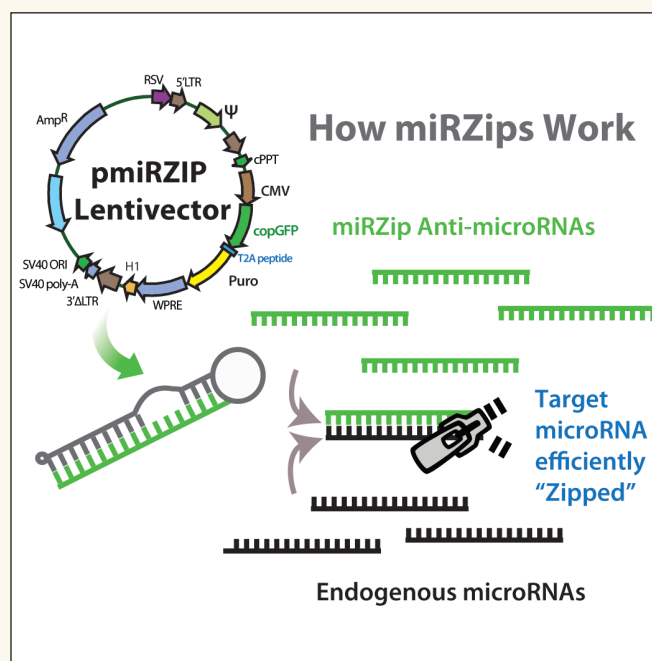 RSV
5'LTR
Ψ
AmpR
How miRZips Work
cPPT
pmiRZIP
Lentivector
CMV
miRZip Anti-microRNAs
copGFP
T2A peptide
SV40 ORI
H1
Puro
SV40 poly-A
3'ΔLTR
WPRE
Target
microRNA
efficiently
“Zipped”
Endogenous microRNAs